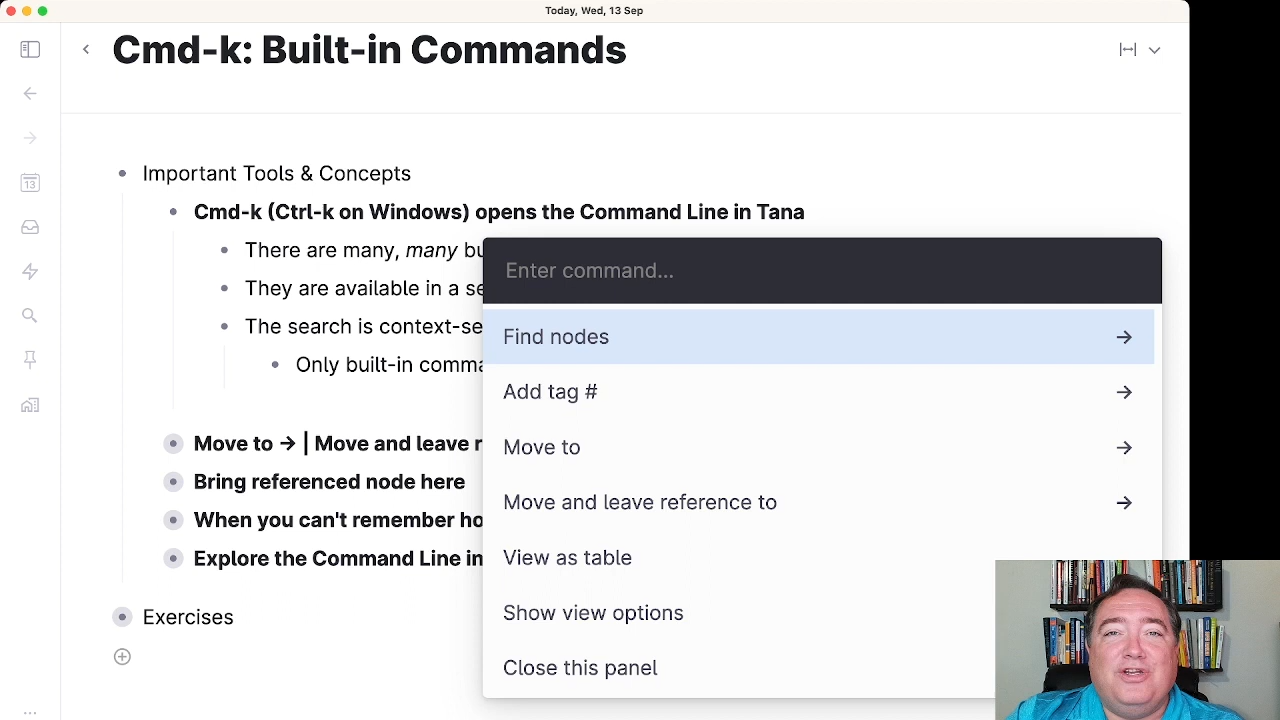 Today, Wed, 13 Sep
Cmd-k: Built-in Commands
13
Important Tools & Concepts
Cmd-k (Ctrl-k on Windows) opens the Command Line in Tana
There are many, many bu
They are available in a se
The search is context-se
Only built-in comma
Move to → | Move and leave r
Bring referenced node here
When you can't remember ho
Explore the Command Line in
Exercises
Enter command...
Find nodes →
Add tag # →
Move to →
Move and leave reference to →
View as table
Show view options
Close this panel